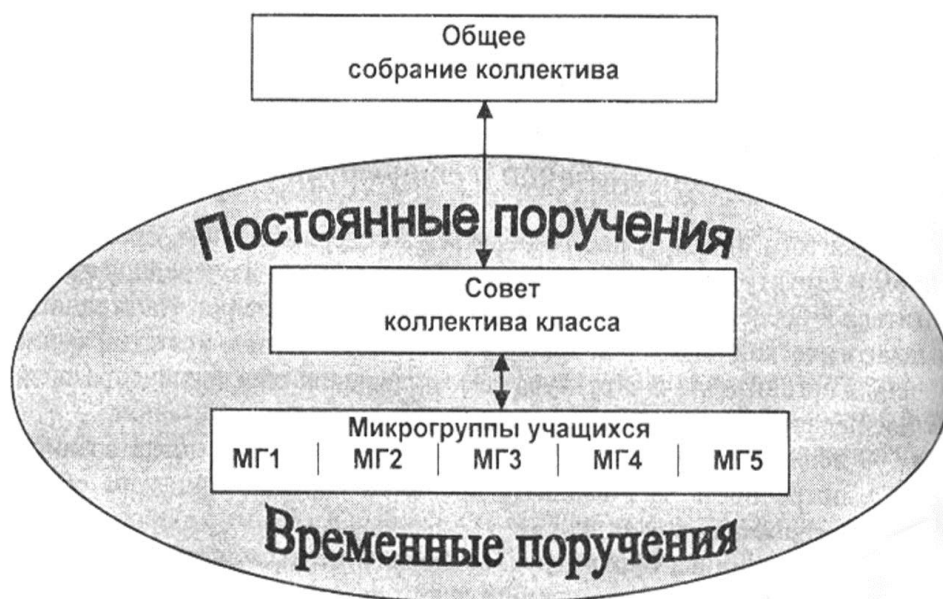 Общее
собрание коллектива
Постоянные поручения
Совет
коллектива класса
Микрогруппы учащихся
МГ1 | МГ2 | МГ3 | МГ4 | МГ5
Временные поручения